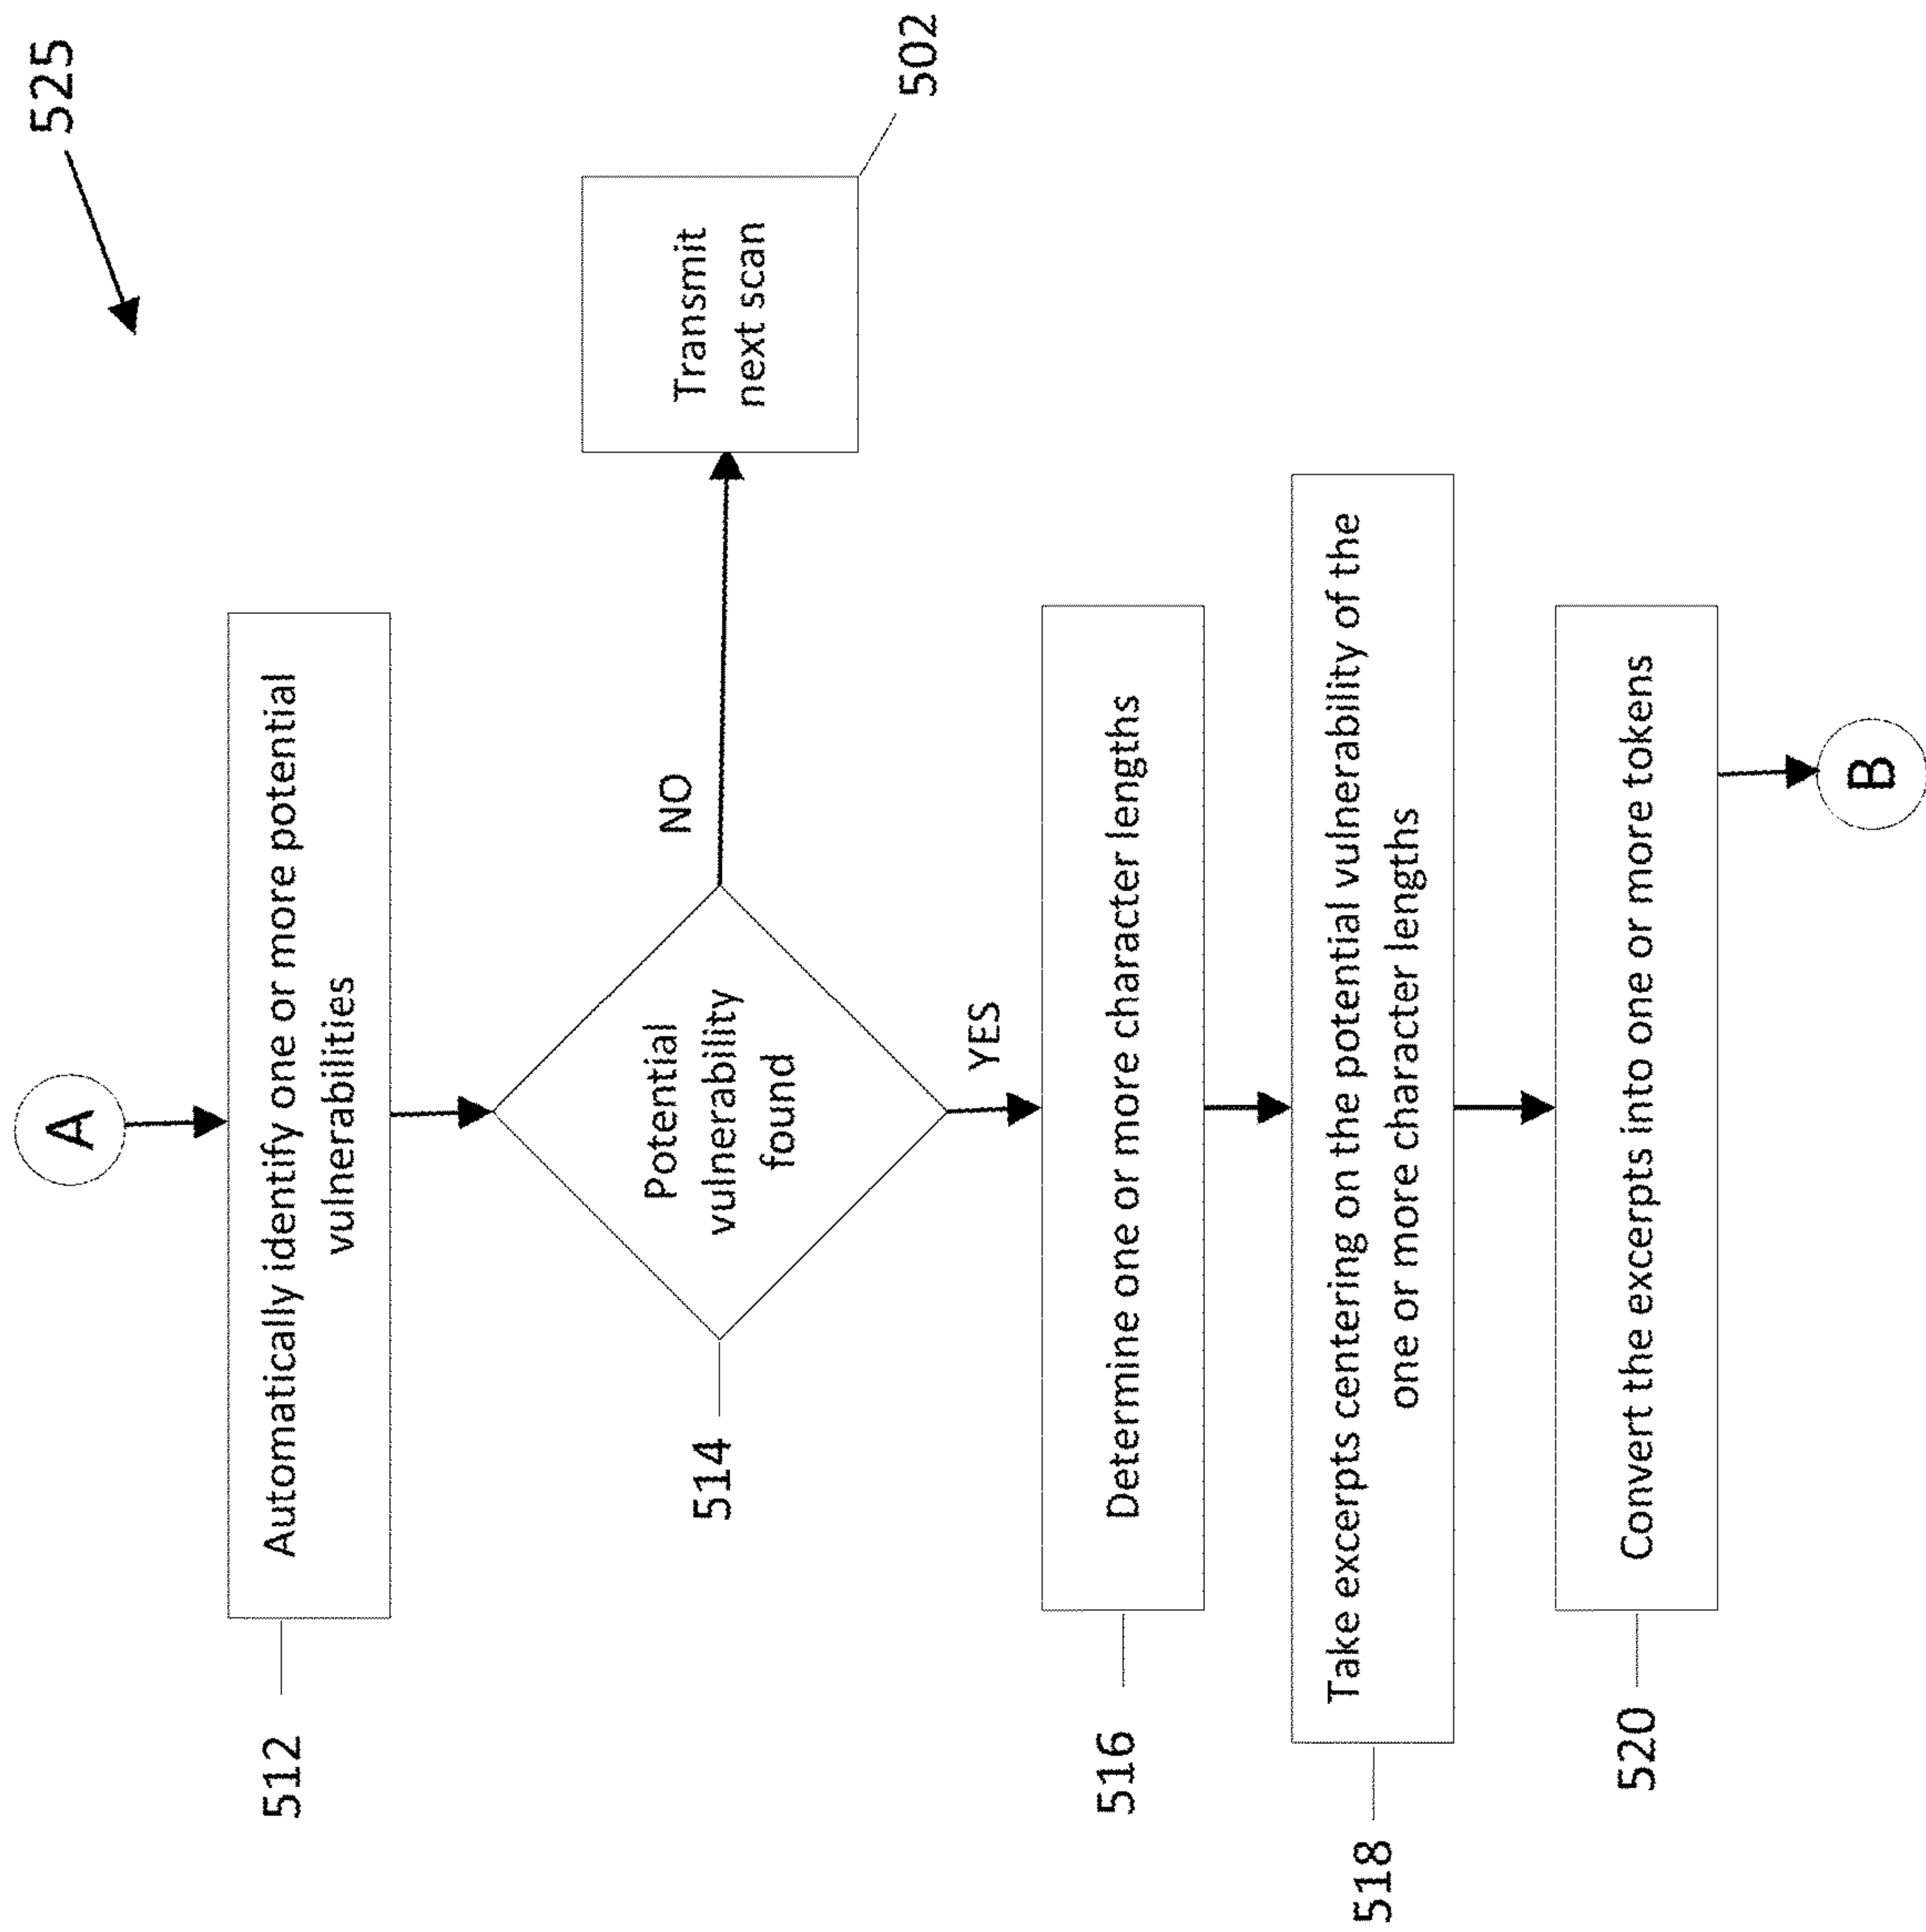 525
A
512
Automatically identify one or more potential
vulnerabilities
514
Potential
vulnerability
found
NO
Transmit
next scan
502
YES
516
Determine one or more character lengths
518
Take excerpts centering on the potential vulnerability of the
one or more character lengths
520
Convert the excerpts into one or more tokens
B